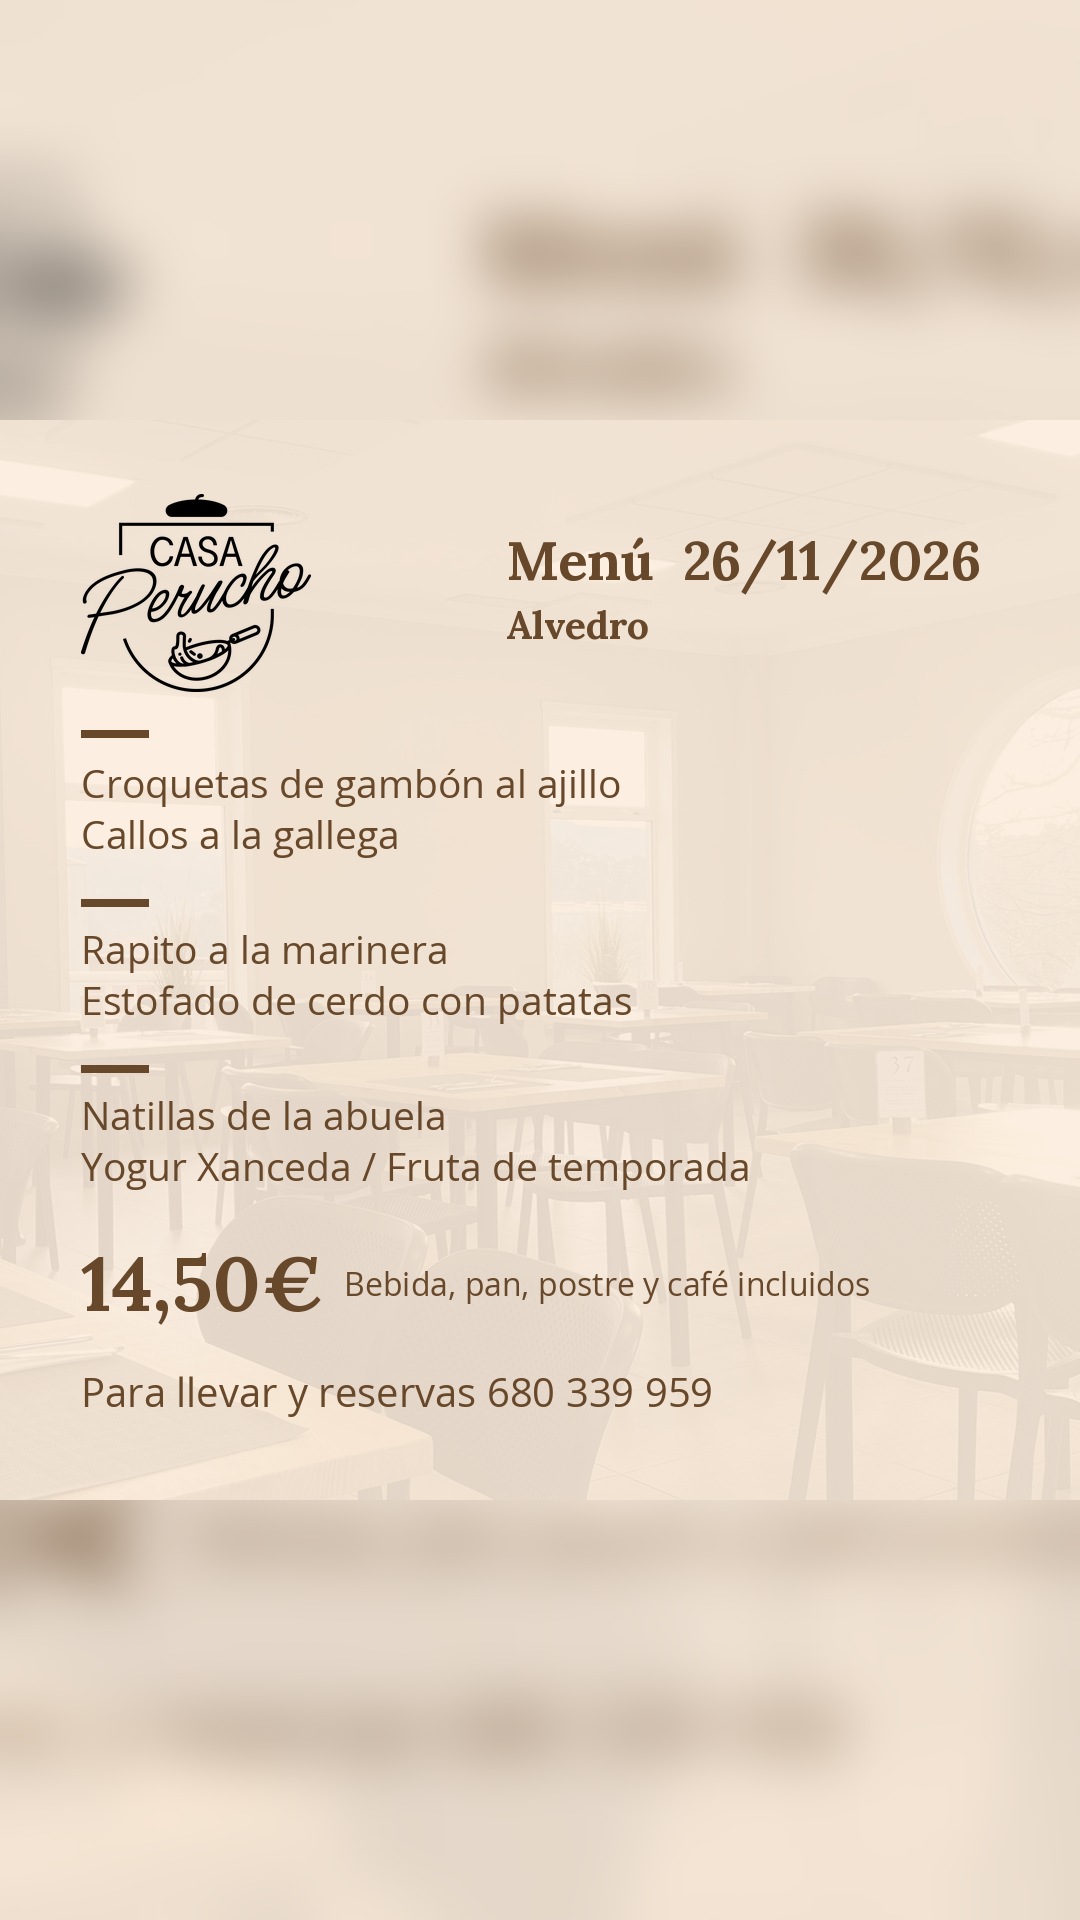 CASA
Perucho
Menú 26/11/2026
Alvedro
Croquetas de gambón al ajillo
Callos a la gallega
Rapito a la marinera
Estofado de cerdo con patatas
37
Natillas de la abuela
Yogur Xanceda / Fruta de temporada
14,50€ Bebida, pan, postre y café incluidos
Para llevar y reservas 680 339 959